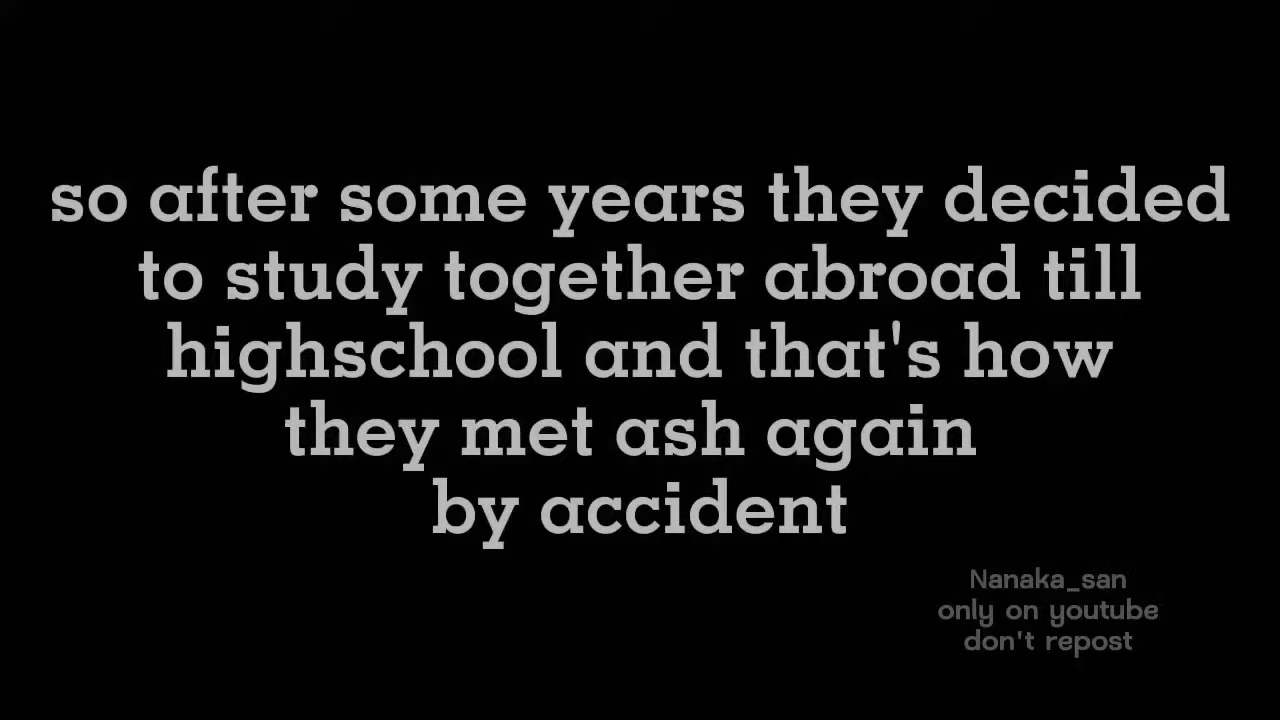 so after some years they decided
to study together abroad till
highschool and that's how
they met ash again
by accident
Nanaka_san
only on youtube
don't repost